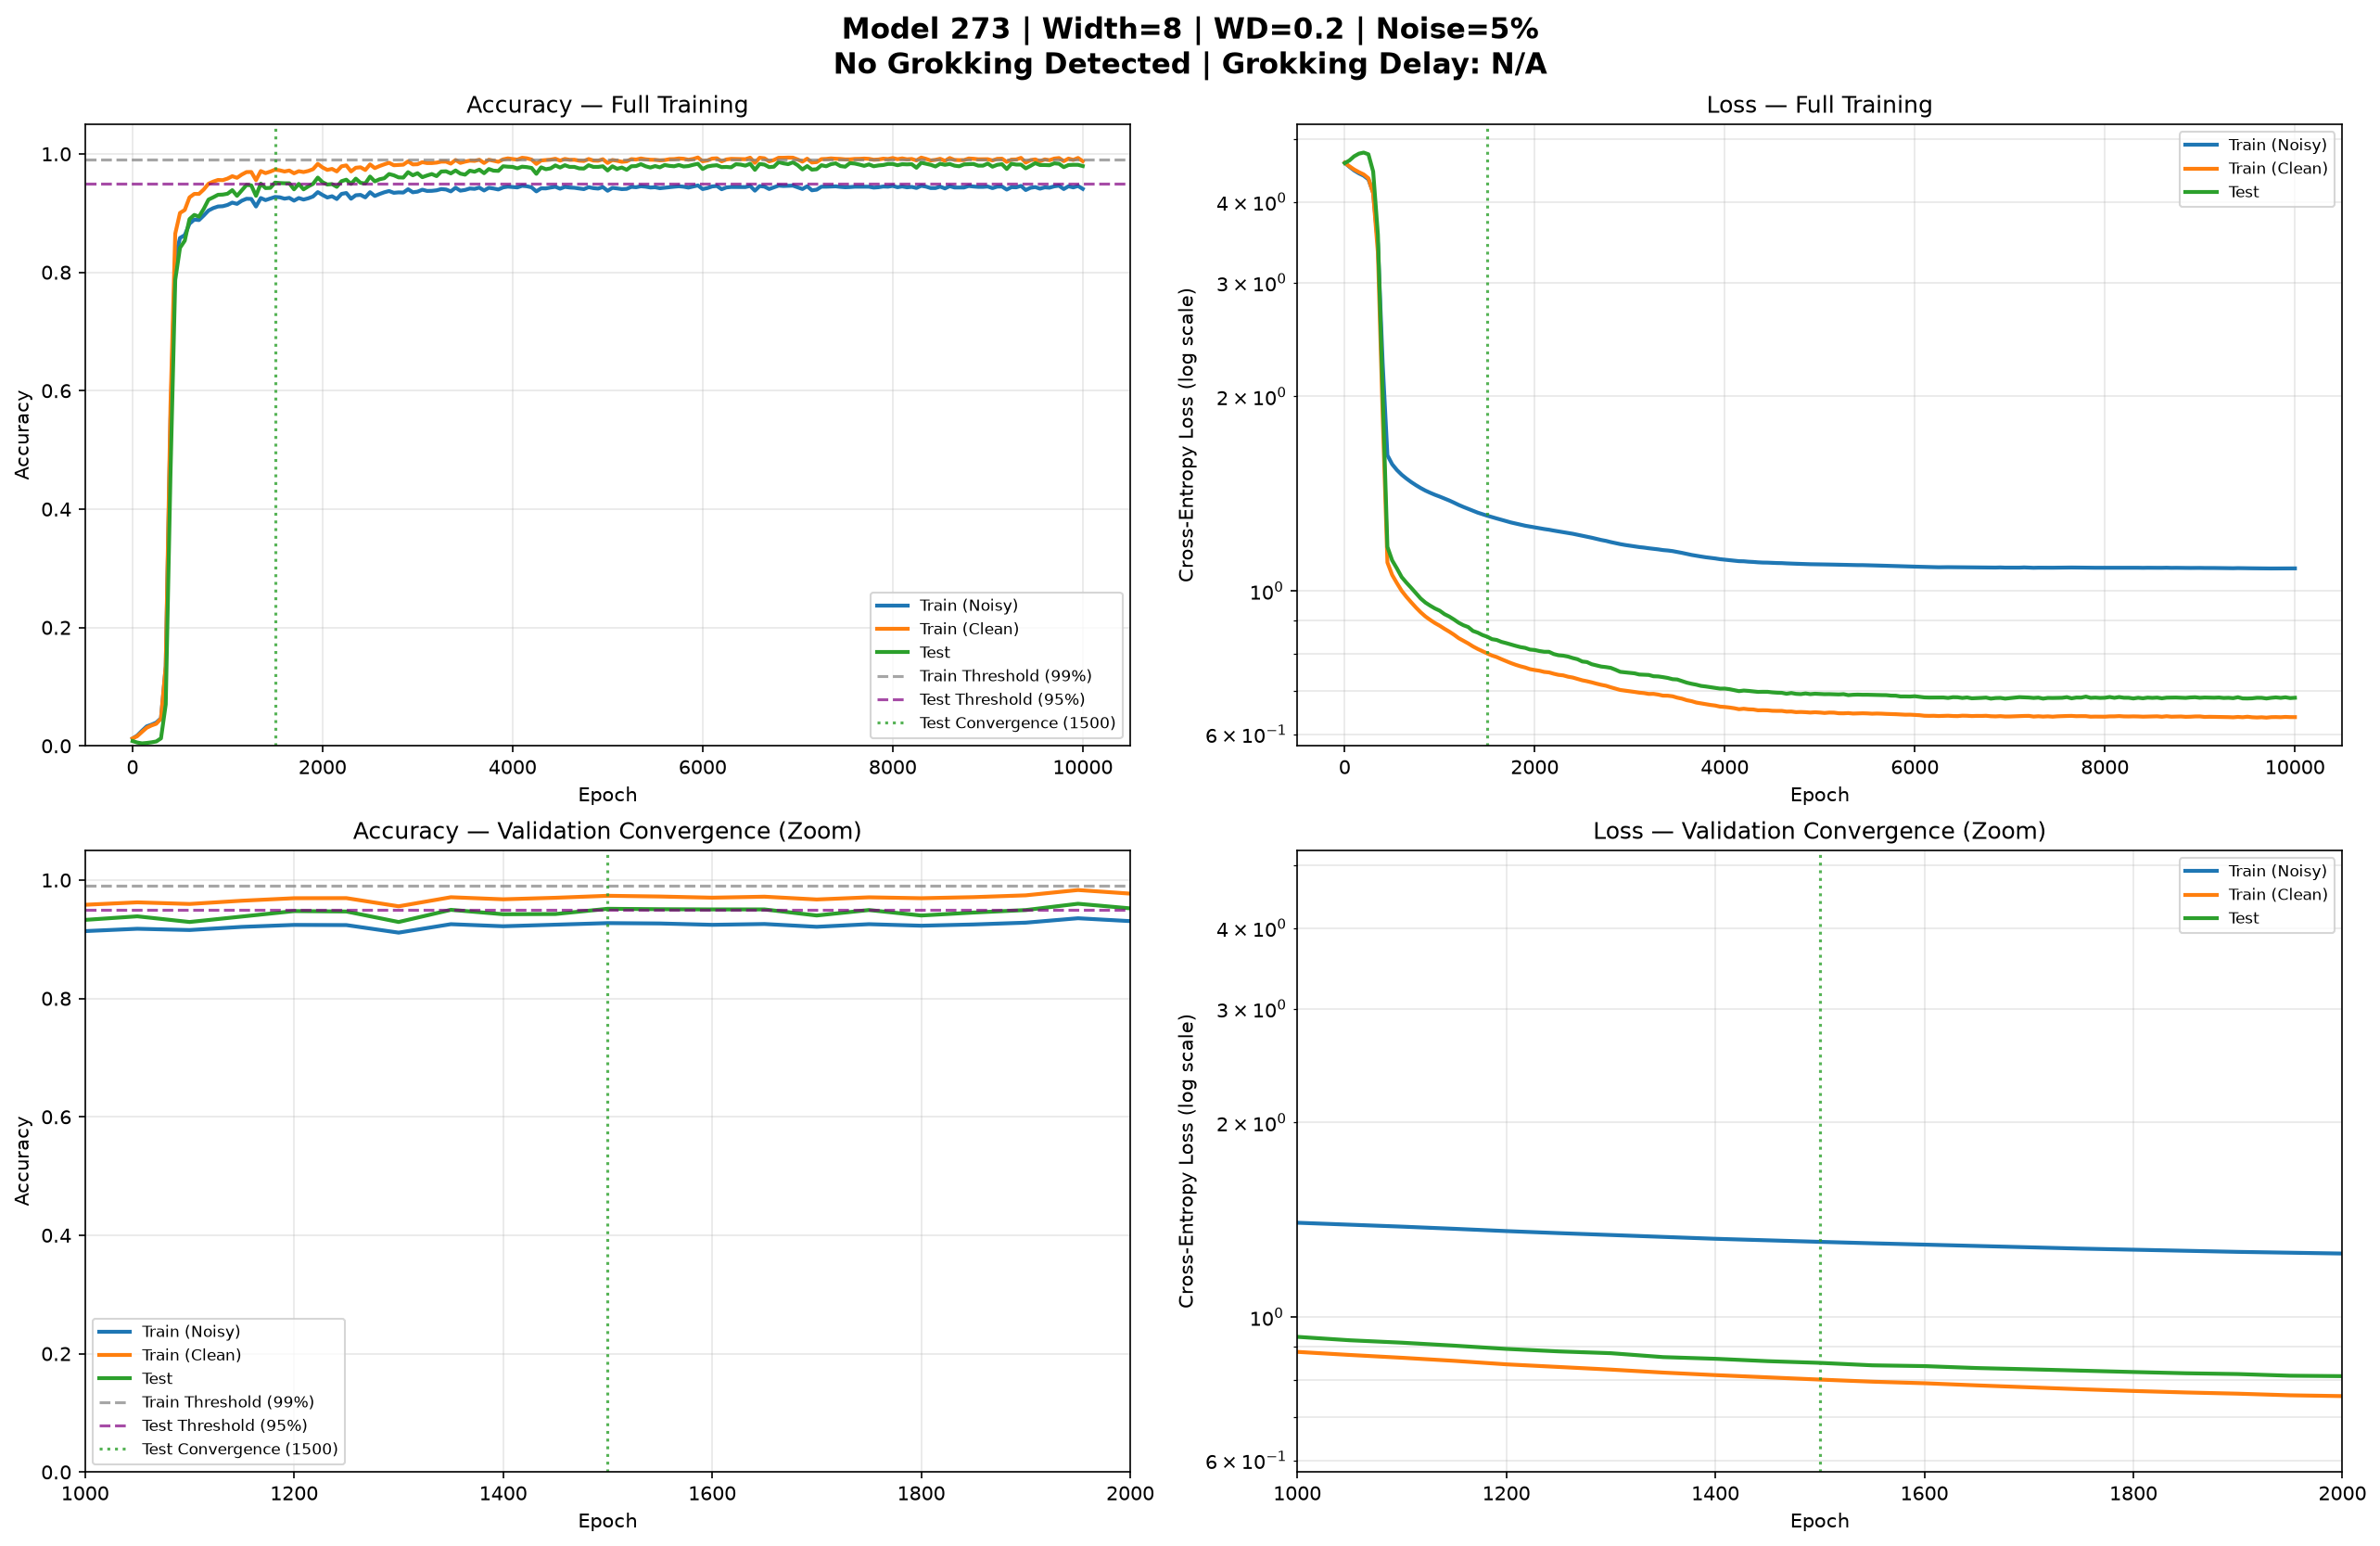 Model 273 | Width=8 | WD=0.2 | Noise=5%
No Grokking Detected | Grokking Delay: N/A
Accuracy — Full Training
Accuracy
1.0
0.8
0.6
0.4
0.2
0.0
0 2000 4000 6000 8000 10000
Epoch
Train (Noisy)
Train (Clean)
Test
Train Threshold (99%)
Test Threshold (95%)
Test Convergence (1500)
Loss — Full Training
Cross-Entropy Loss (log scale)
4 × 10⁰
3 × 10⁰
2 × 10⁰
10⁰
6 × 10⁻¹
0 2000 4000 6000 8000 10000
Epoch
Train (Noisy)
Train (Clean)
Test
Accuracy — Validation Convergence (Zoom)
Accuracy
1.0
0.8
0.6
0.4
0.2
0.0
1000 1200 1400 1600 1800 2000
Epoch
Train (Noisy)
Train (Clean)
Test
Train Threshold (99%)
Test Threshold (95%)
Test Convergence (1500)
Loss — Validation Convergence (Zoom)
Cross-Entropy Loss (log scale)
4 × 10⁰
3 × 10⁰
2 × 10⁰
10⁰
6 × 10⁻¹
1000 1200 1400 1600 1800 2000
Epoch
Train (Noisy)
Train (Clean)
Test